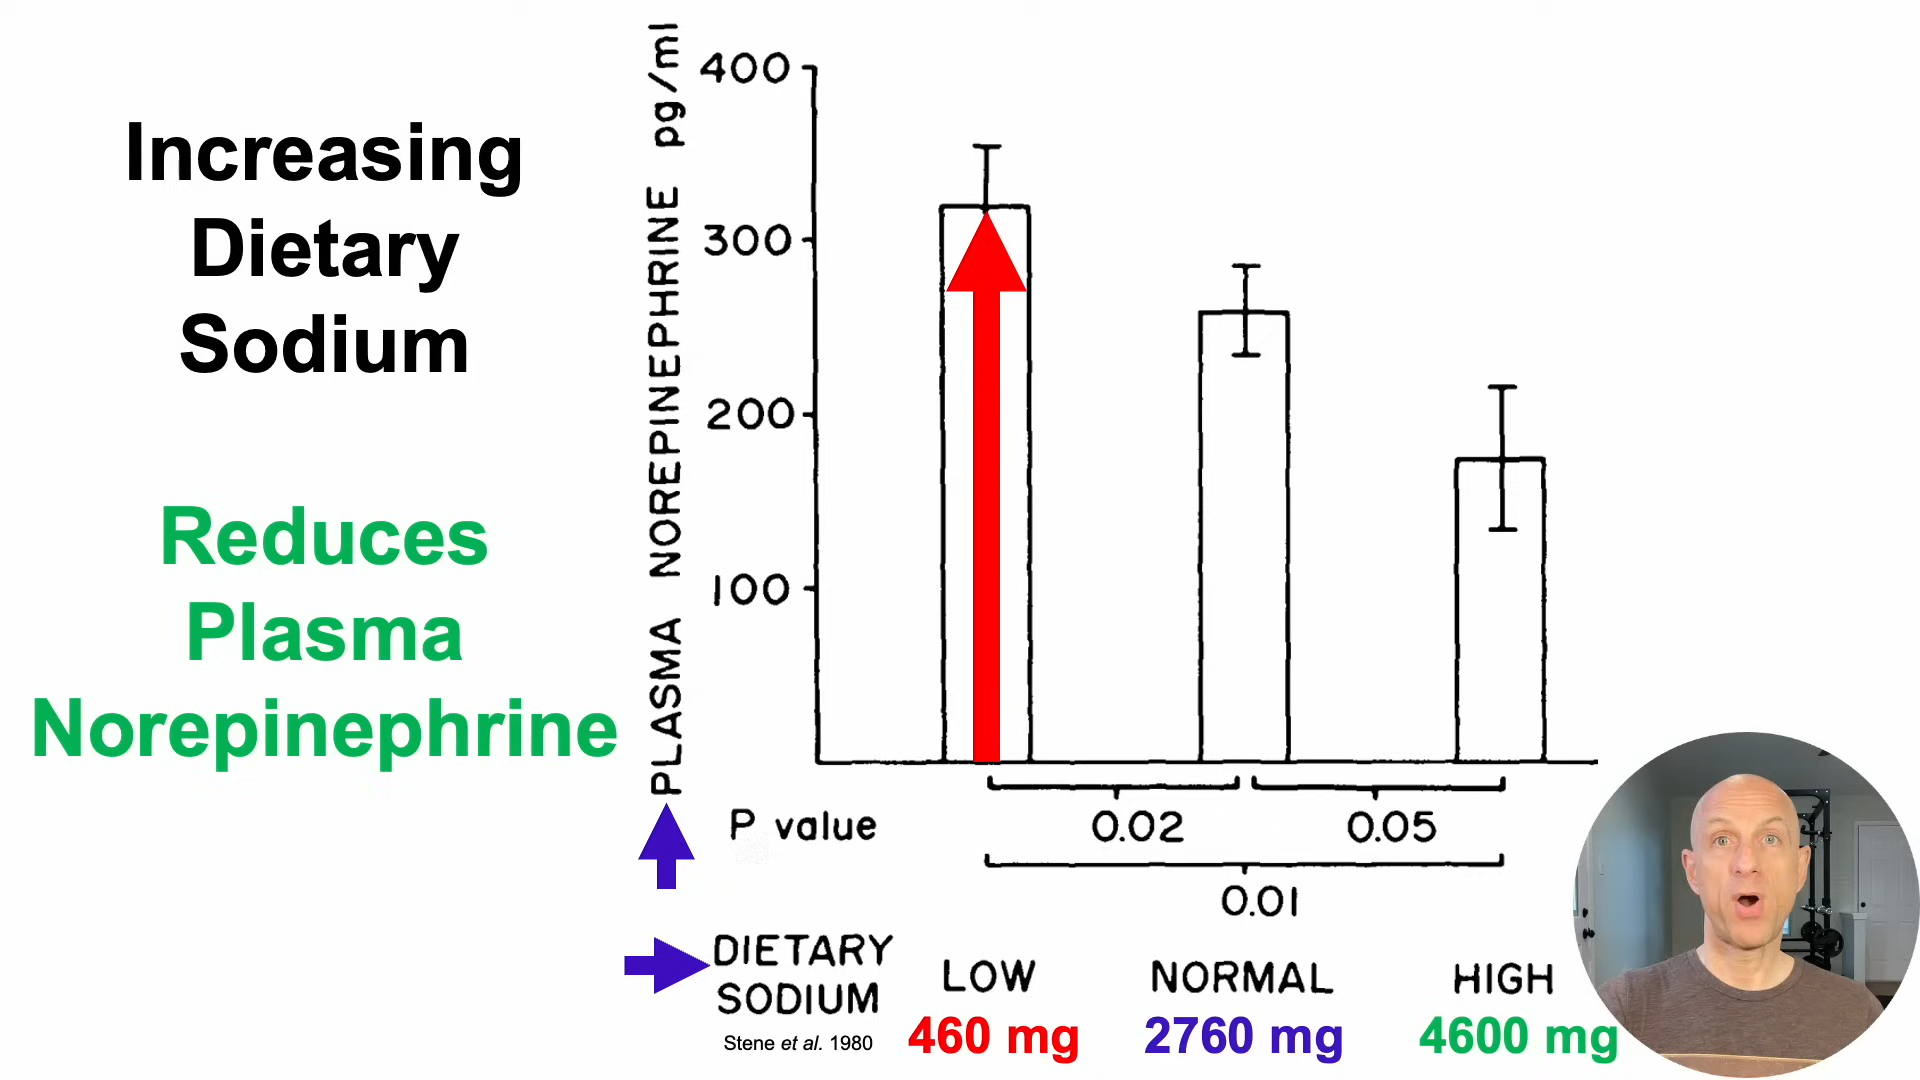 Increasing
Dietary
Sodium
Reduces
Plasma
Norepinephrine
PLASMA NOREPINEPHRINE pg/ml
400
300
200
100
P value
0.02
0.05
0.01
DIETARY
SODIUM
LOW
NORMAL
HIGH
Stene et al. 1980
460 mg
2760 mg
4600 mg